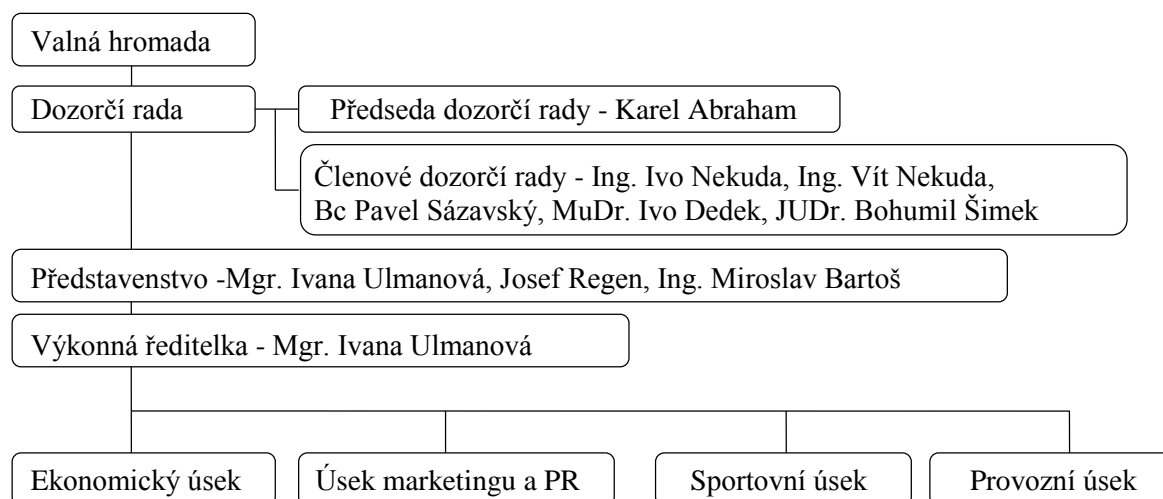 Valná hromada
Dozorčí rada
Předseda dozorčí rady - Karel Abraham
Členové dozorčí rady - Ing. Ivo Nekuda, Ing. Vít Nekuda,
Bc Pavel Sázavský, MuDr. Ivo Dedek, JUDr. Bohumil Šimek
Představenstvo -Mgr. Ivana Ulmanová, Josef Regen, Ing. Miroslav Bartoš
Výkonná ředitelka - Mgr. Ivana Ulmanová
Ekonomický úsek
Úsek marketingu a PR
Sportovní úsek
Provozní úsek